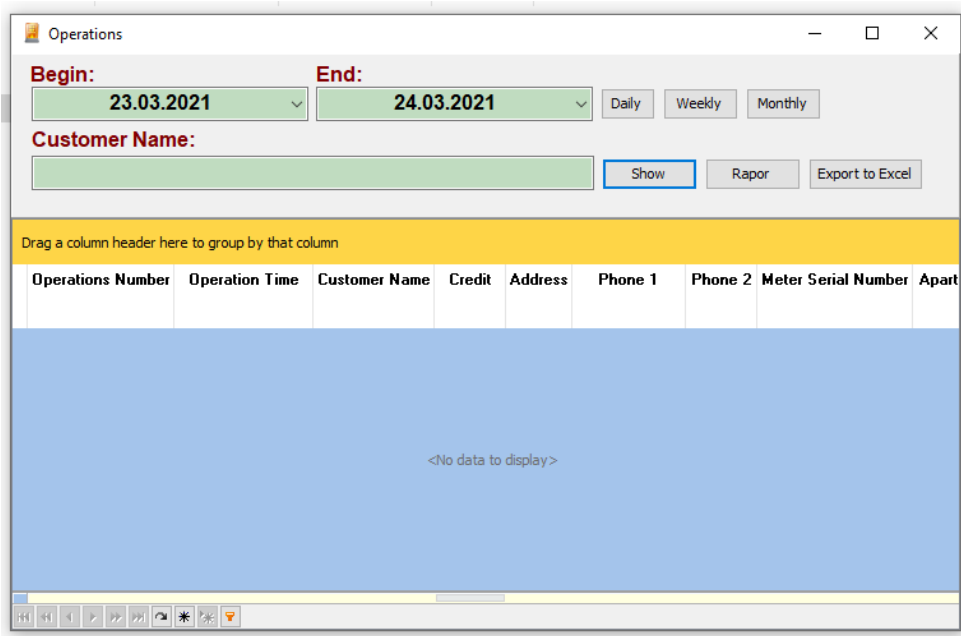 Operations
Begin: End:
23.03.2021 24.03.2021 Daily Weekly Monthly
Customer Name:
Show Rapor Export to Excel
Drag a column header here to group by that column
Operations Number Operation Time Customer Name Credit Address Phone 1 Phone 2 Meter Serial Number Apart
<No data to display>